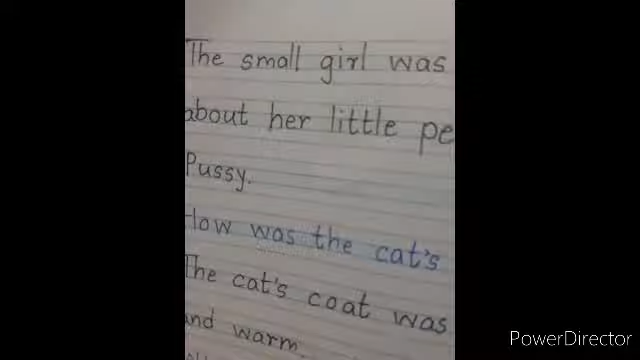 The small girl was
about her little pe
Pussy.
How was the cat's
The cat's coat was
and warm.
PowerDirector